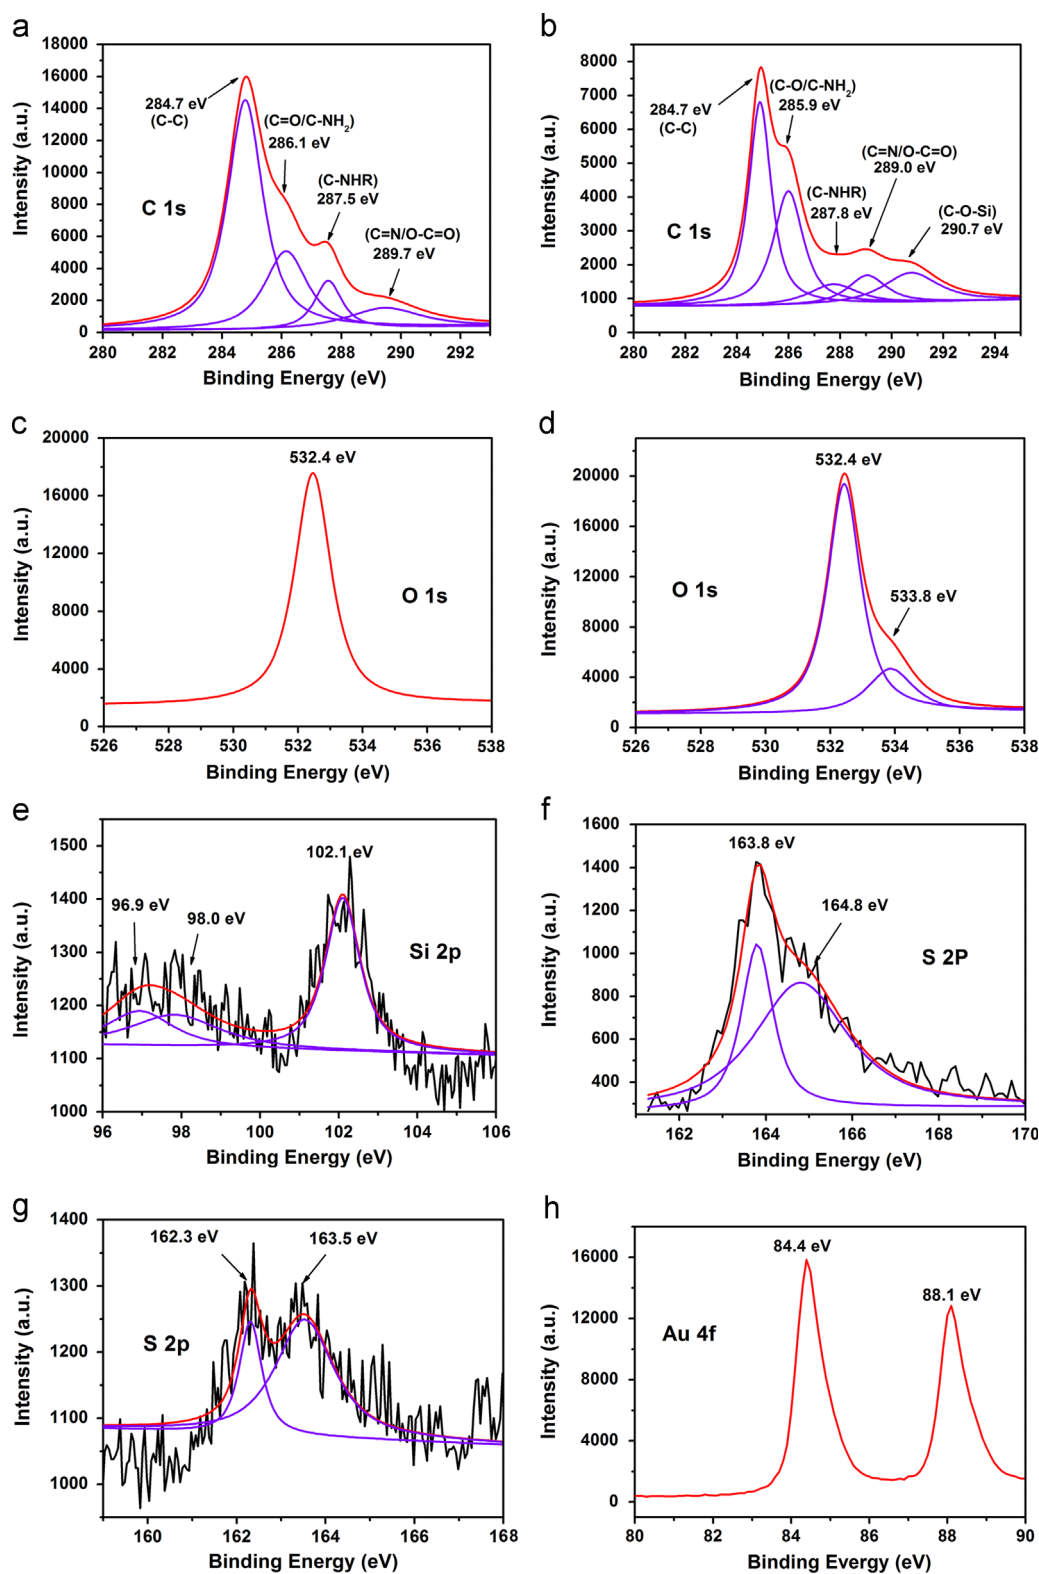 a
18000
16000
14000
12000
10000
8000
6000
4000
2000
0
Intensity (a.u.)
284.7 eV
(C-C)
(C=O/C-NH2)
286.1 eV
(C-NHR)
287.5 eV
(C=N/O-C=O)
289.7 eV
C 1s
280 282 284 286 288 290 292
Binding Energy (eV)
b
8000
7000
6000
5000
4000
3000
2000
1000
0
Intensity (a.u.)
284.7 eV
(C-C)
(C-O/C-NH2)
285.9 eV
(C-NHR)
287.8 eV
(C=N/O-C=O)
289.0 eV
(C-O-Si)
290.7 eV
C 1s
280 282 284 286 288 290 292 294
Binding Energy (eV)
c
20000
16000
12000
8000
4000
0
Intensity (a.u.)
532.4 eV
O 1s
526 528 530 532 534 536 538
Binding Energy (eV)
d
20000
16000
12000
8000
4000
0
Intensity (a.u.)
532.4 eV
533.8 eV
O 1s
526 528 530 532 534 536 538
Binding Energy (eV)
e
1500
1400
1300
1200
1100
1000
Intensity (a.u.)
96.9 eV
98.0 eV
102.1 eV
Si 2p
96 98 100 102 104 106
Binding Energy (eV)
f
1600
1400
1200
1000
800
600
400
Intensity (a.u.)
163.8 eV
164.8 eV
S 2P
162 164 166 168 170
Binding Energy (eV)
g
1400
1300
1200
1100
1000
Intensity (a.u.)
162.3 eV
163.5 eV
S 2p
160 162 164 166 168
Binding Energy (eV)
h
16000
12000
8000
4000
0
Intensity (a.u.)
84.4 eV
88.1 eV
Au 4f
80 82 84 86 88 90
Binding Evergy (eV)